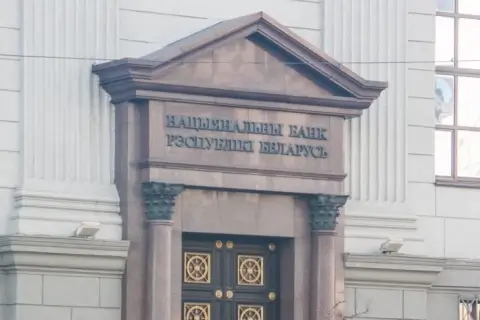 НАЦЫЯНАЛЬНЫ БАНК
РЭСПУБЛІКІ БЕЛАРУСЬ